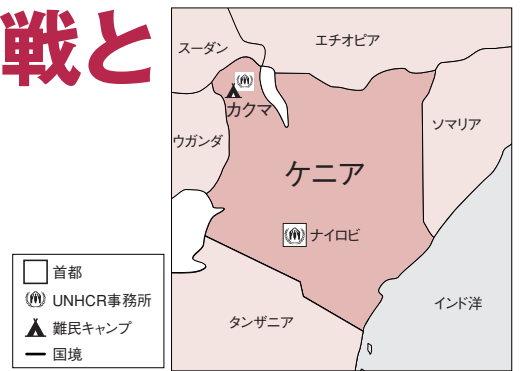 戦と
スーダン
エチオピア
カクマ
ウガンダ
ソマリア
ケニア
ナイロビ
インド洋
タンザニア
首都
UNHCR事務所
難民キャンプ
国境